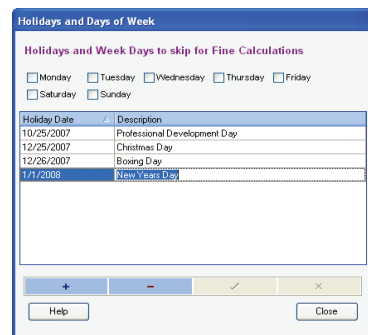 Holidays and Days of Week
Holidays and Week Days to skip for Fine Calculations
Monday Tuesday Wednesday Thursday Friday
Saturday Sunday
Holiday Date Description
10/25/2007 Professional Development Day
12/25/2007 Christmas Day
12/26/2007 Boxing Day
1/1/2008 New Years Day
Help Close